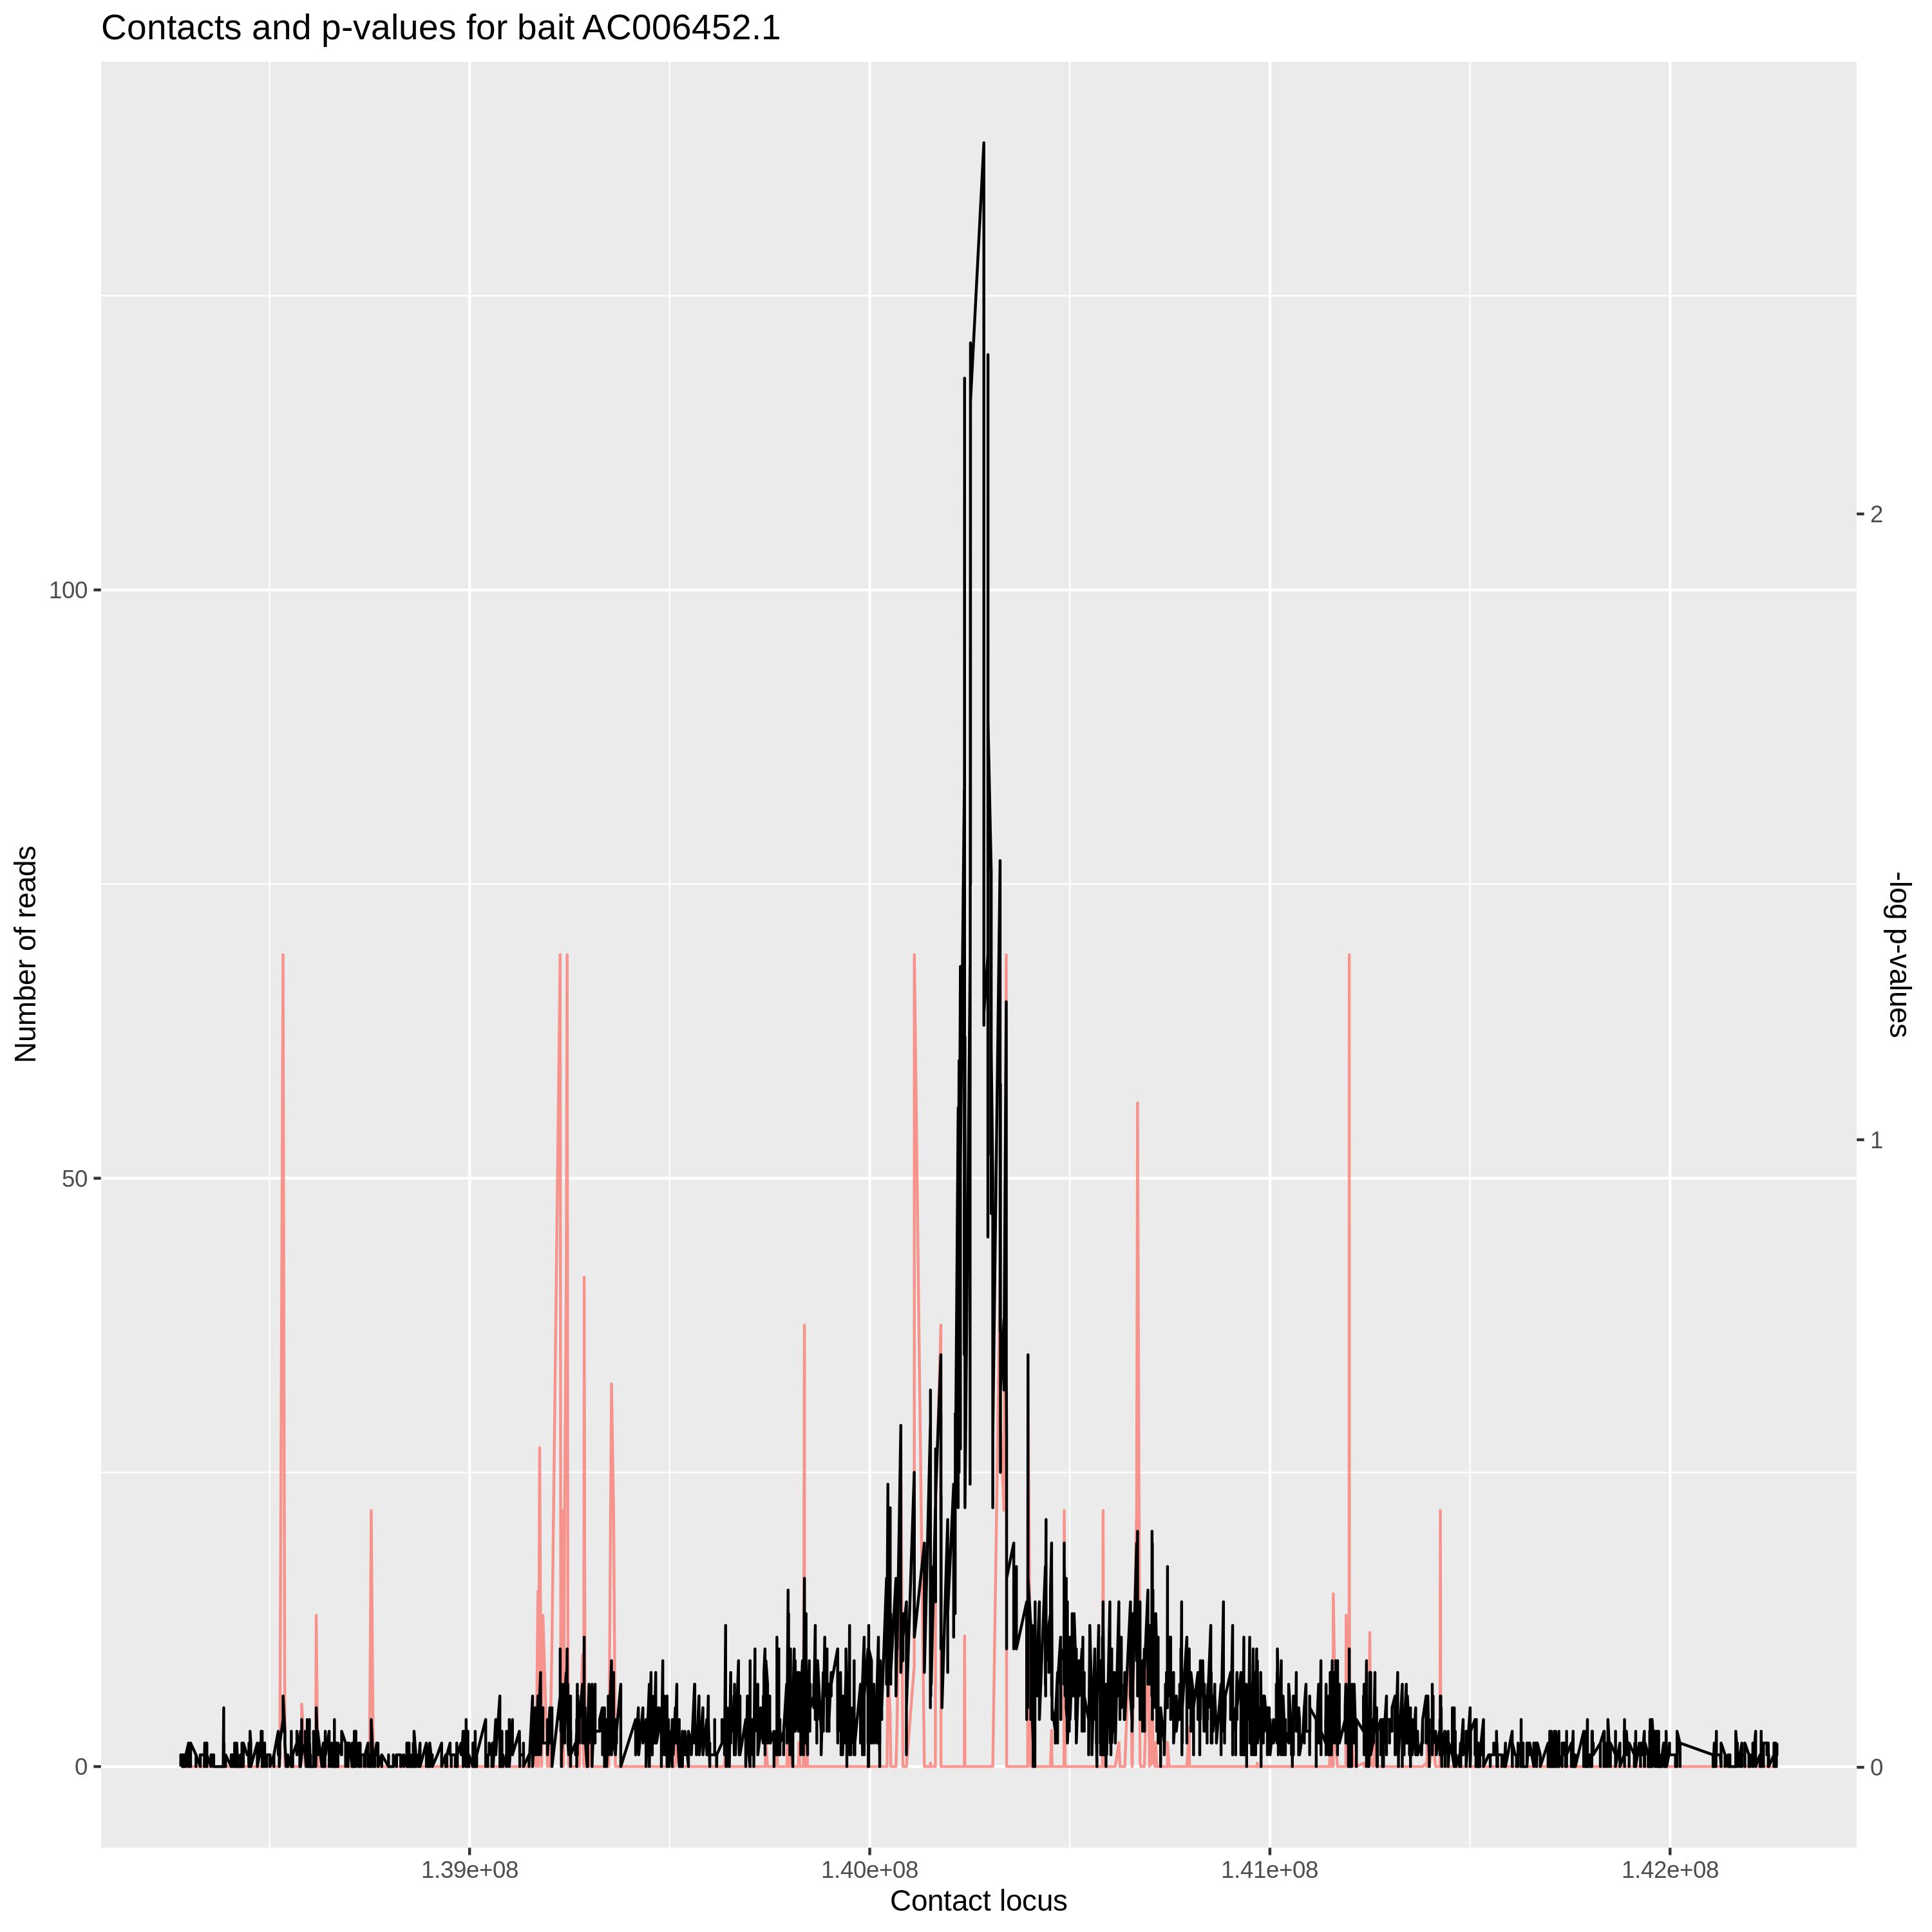 Contacts and p-values for bait AC006452.1
Number of reads
100
50
0
2
1
0
-log p-values
1.39e+08
1.40e+08
1.41e+08
1.42e+08
Contact locus